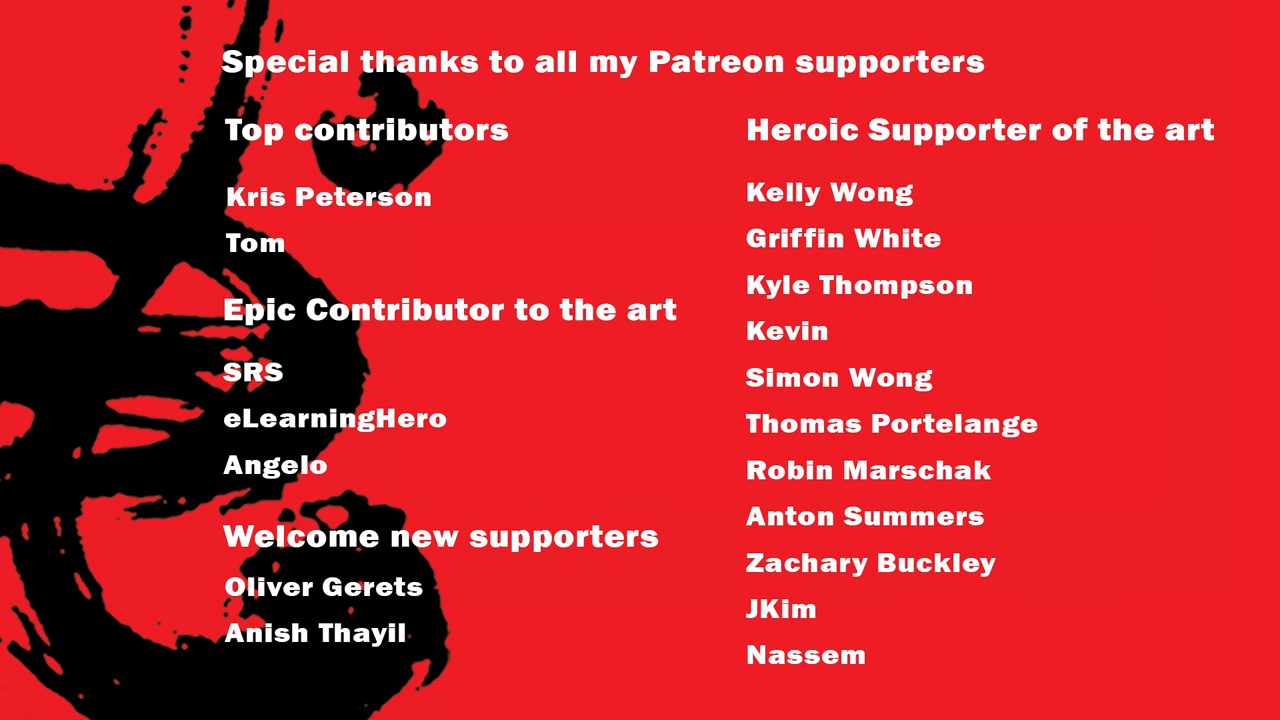 Special thanks to all my Patreon supporters
Top contributors
Kris Peterson
Tom
Epic Contributor to the art
SRS
eLearningHero
Angelo
Welcome new supporters
Oliver Gerets
Anish Thayil
Heroic Supporter of the art
Kelly Wong
Griffin White
Kyle Thompson
Kevin
Simon Wong
Thomas Portelange
Robin Marschak
Anton Summers
Zachary Buckley
JKim
Nassem